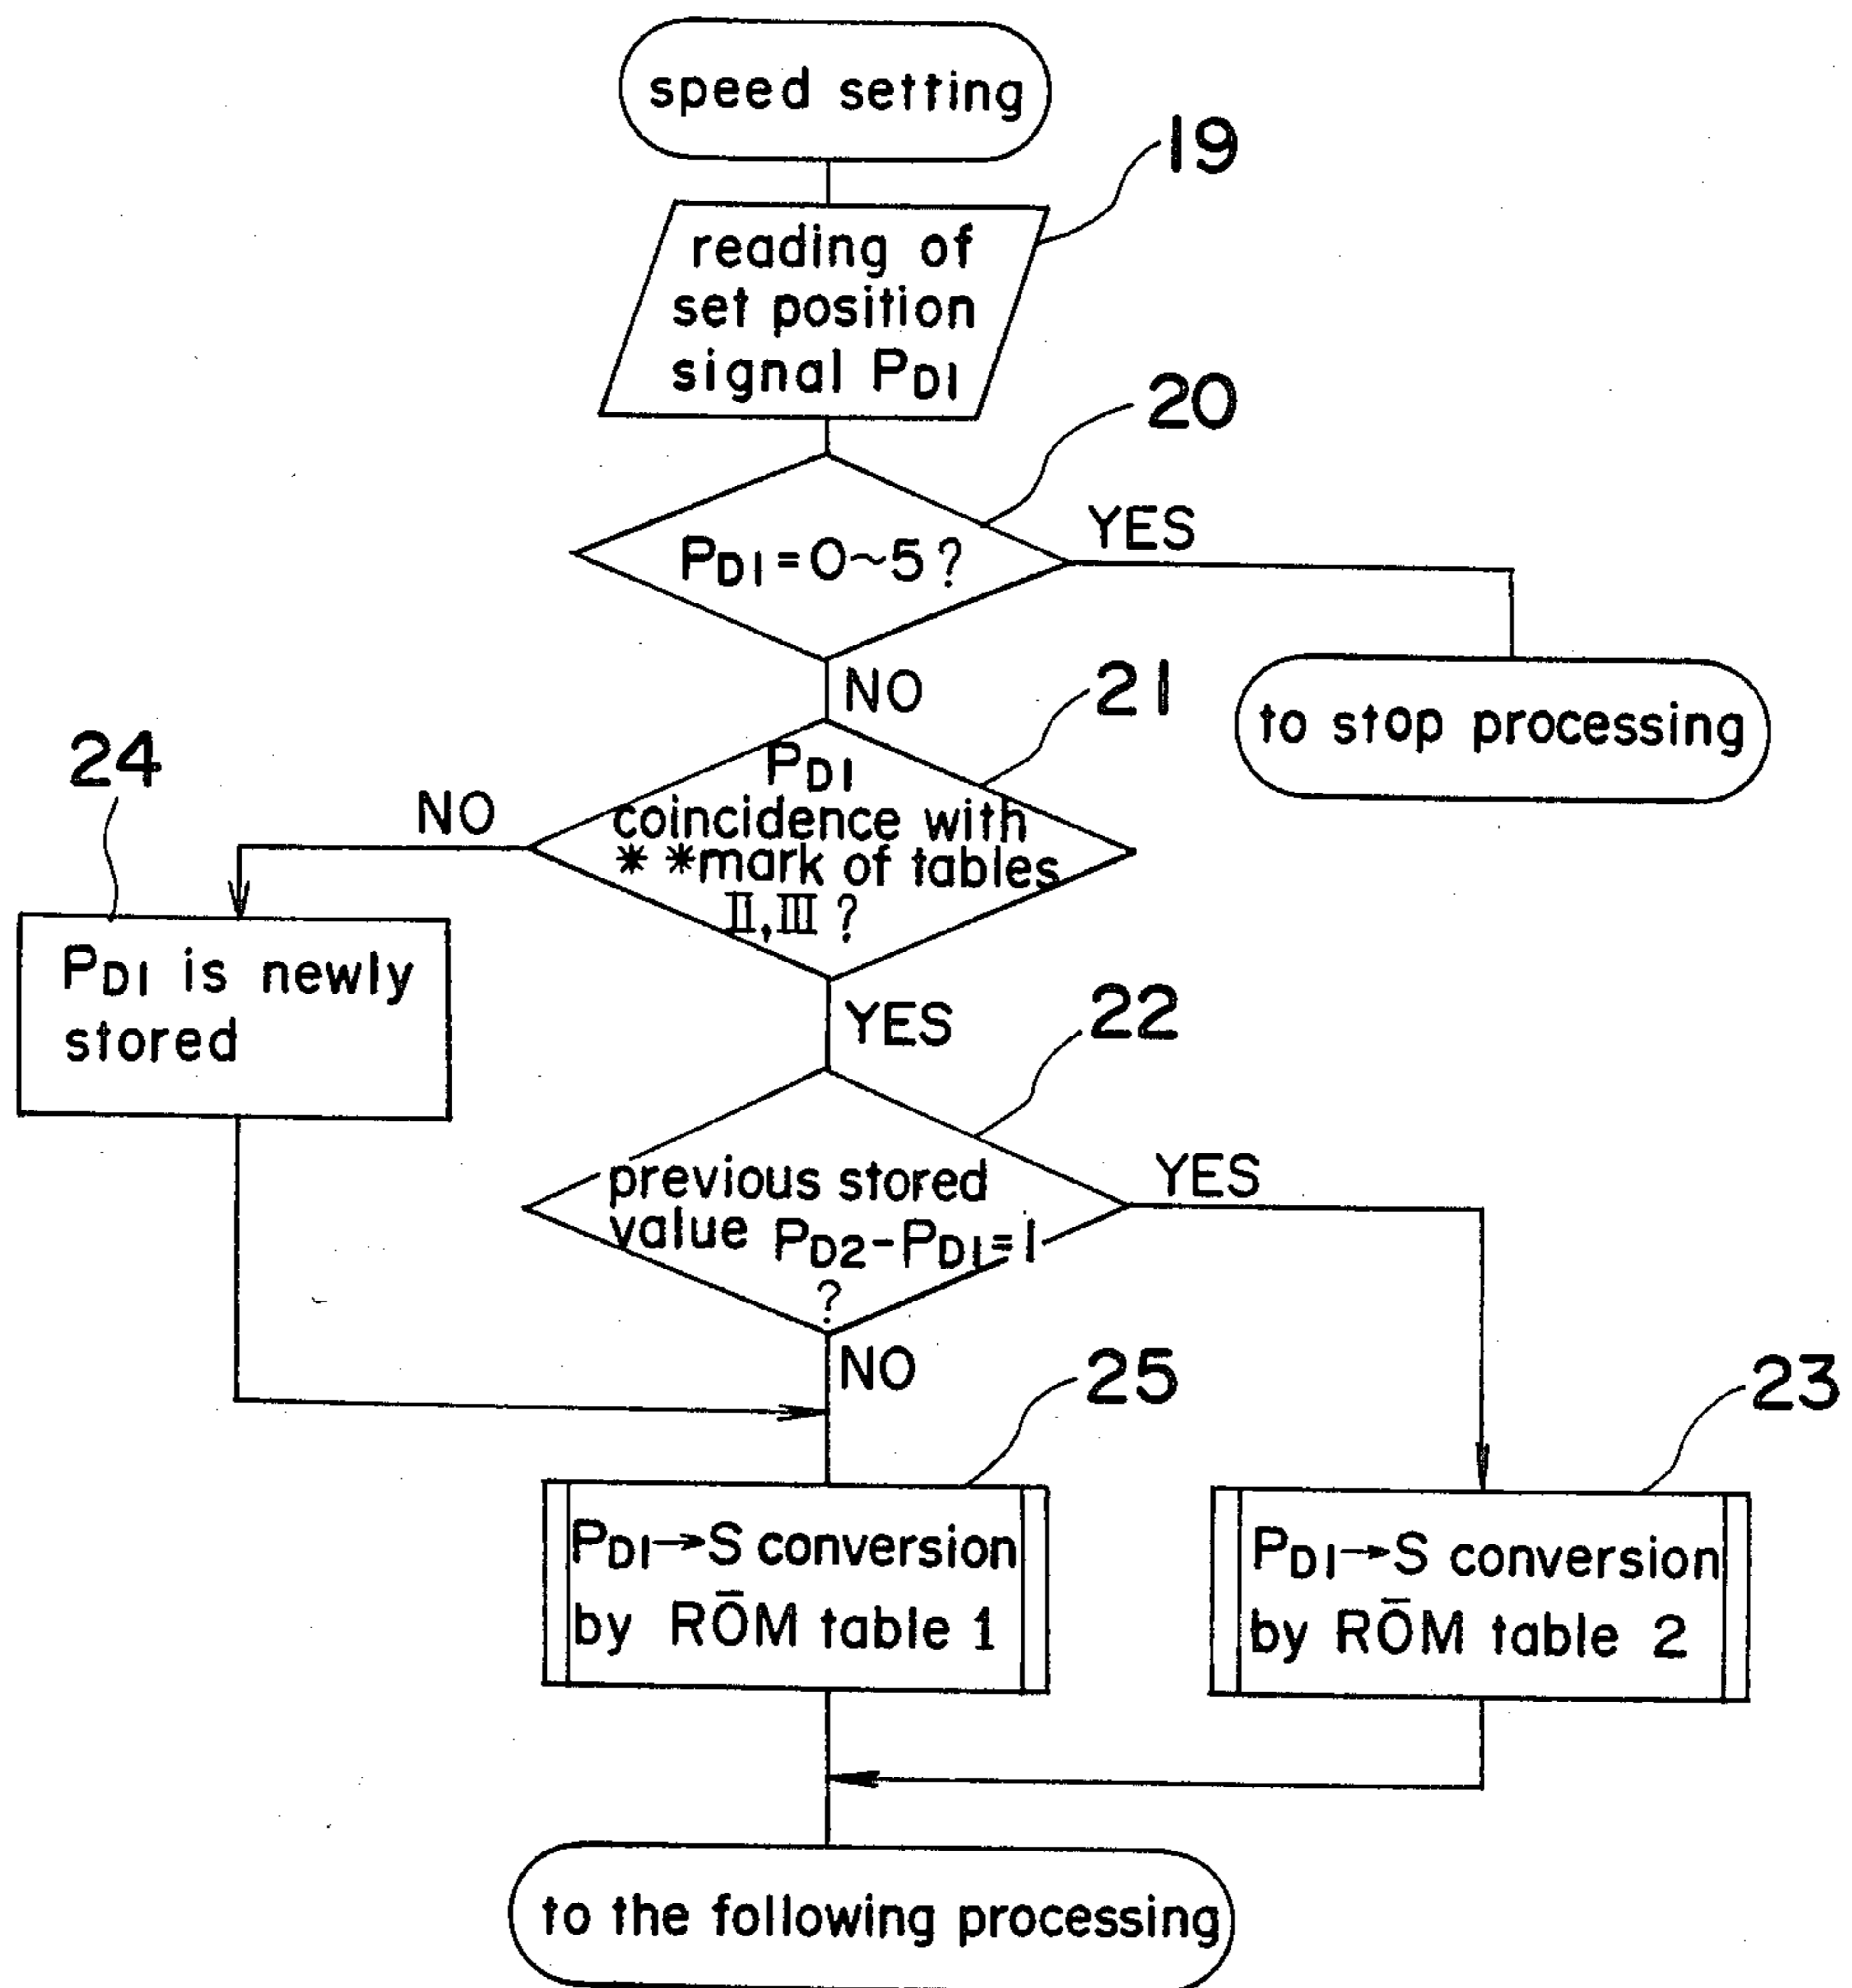 speed setting
19
reading of
set position
signal PD1
20
PD1=0~5?
YES
NO
to stop processing
21
PD1
coincidence with
* *mark of tables
II, III ?
NO
24
PD1 is newly
stored
YES
22
previous stored
value PD2-PD1=1
?
YES
NO
25
23
PD1→S conversion
by RŌM table 1
PD1→S conversion
by RŌM table 2
to the following processing